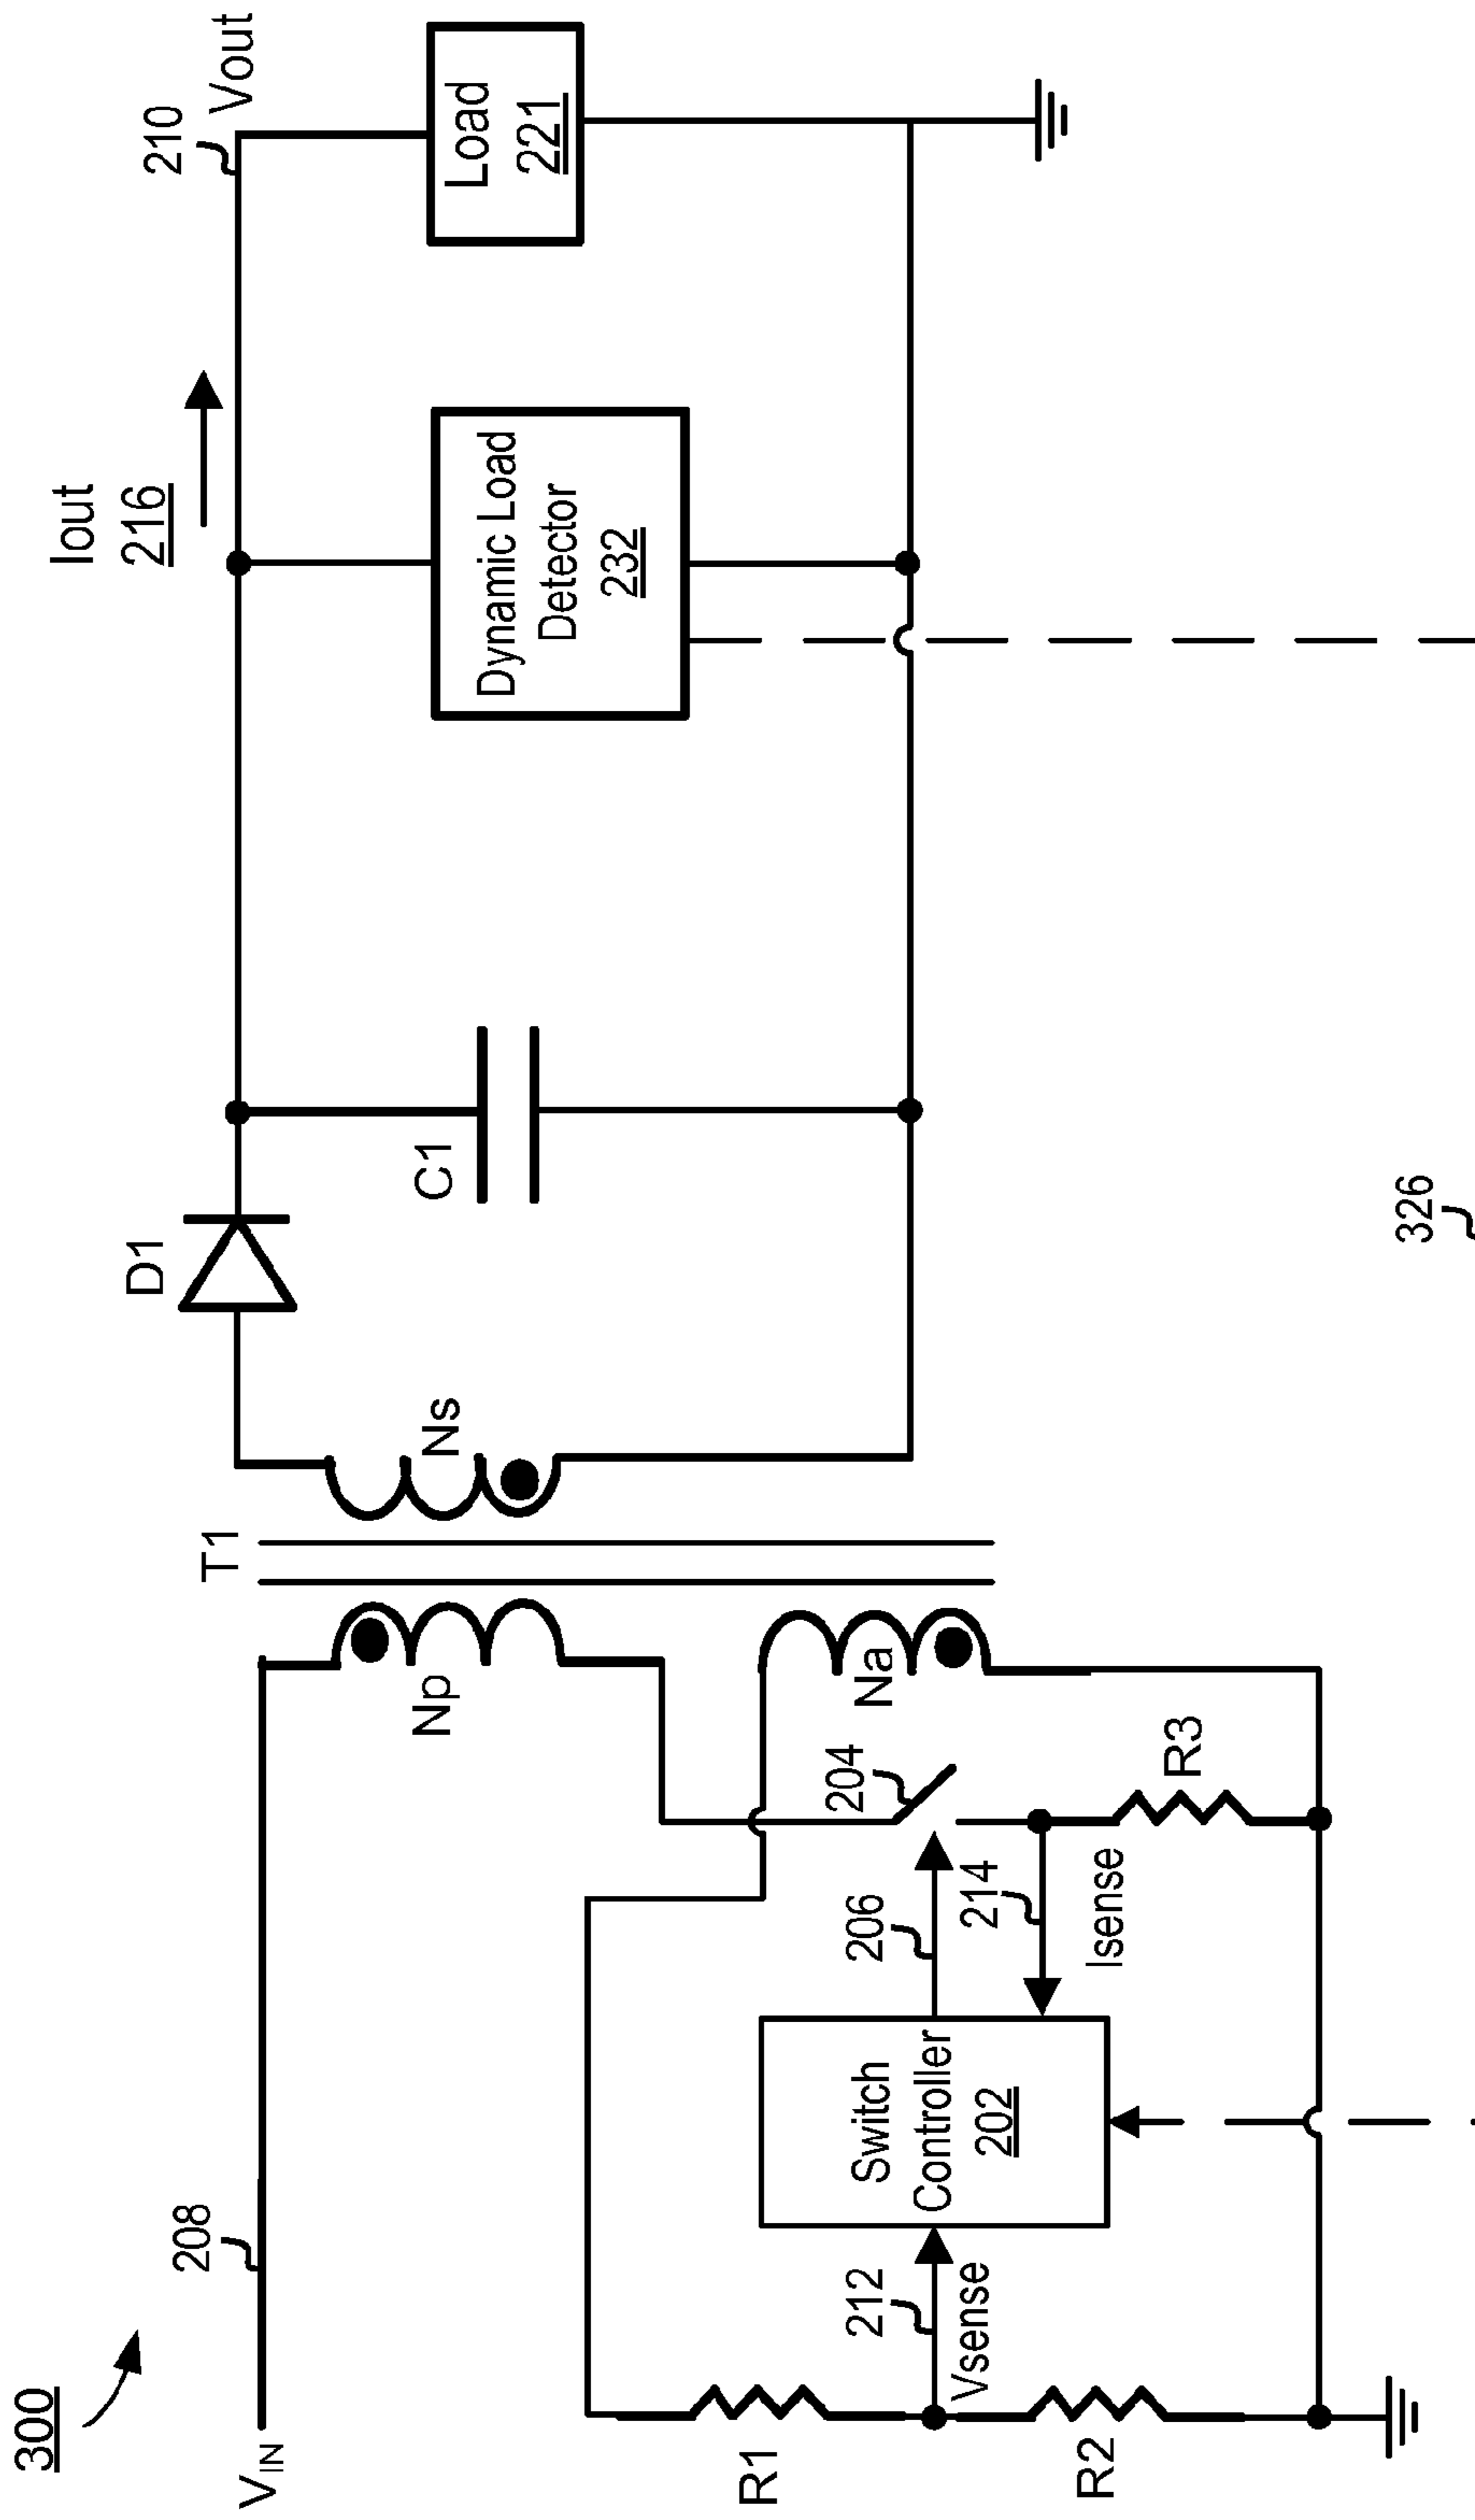 300
VIN
208
T1
D1
Iout
216
210
Vout
Np
Ns
C1
Dynamic Load
Detector
232
Load
221
R1
212
Vsense
Switch
Controller
202
206
204
214
Isense
Na
R3
R2
326